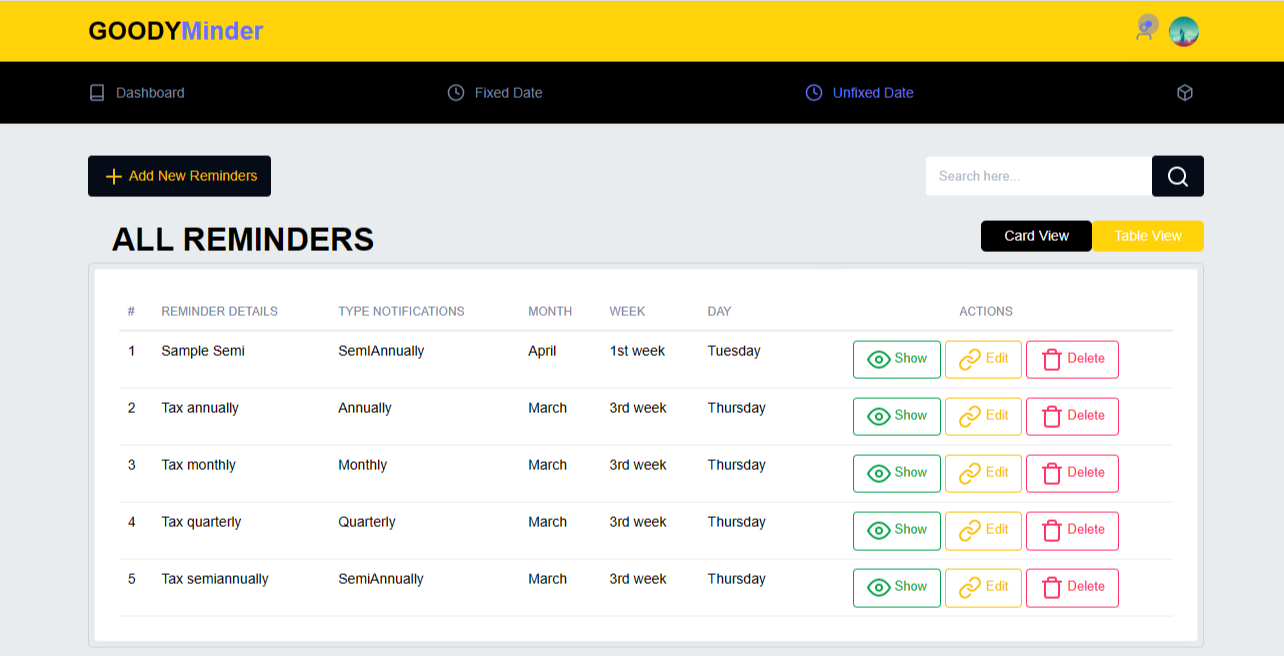 GOODYMinder
Dashboard Fixed Date Unfixed Date
Add New Reminders Search here...
ALL REMINDERS Card View Table View
# REMINDER DETAILS TYPE NOTIFICATIONS MONTH WEEK DAY ACTIONS
1 Sample Semi SemIAnnually April 1st week Tuesday Show Edit Delete
2 Tax annually Annually March 3rd week Thursday Show Edit Delete
3 Tax monthly Monthly March 3rd week Thursday Show Edit Delete
4 Tax quarterly Quarterly March 3rd week Thursday Show Edit Delete
5 Tax semiannually SemiAnnually March 3rd week Thursday Show Edit Delete